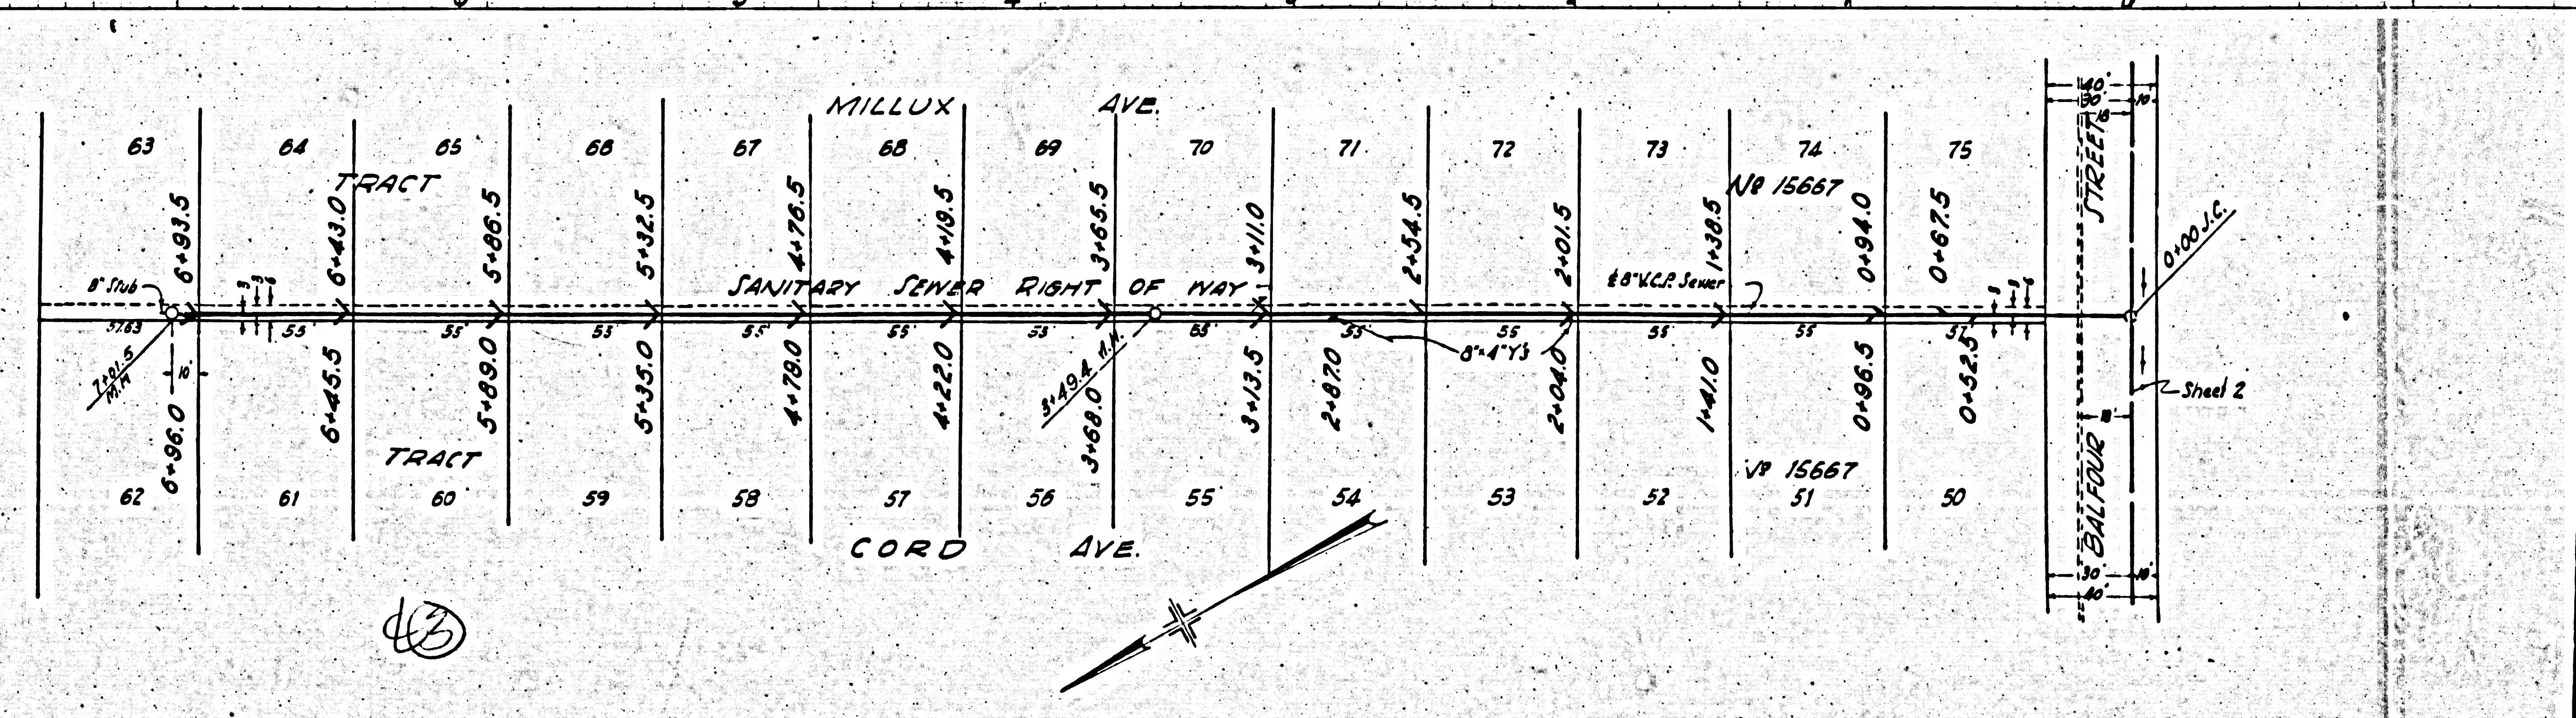 MILLUX AVE.
63 64 65 66 67 68 69 70 71 72 73 74 75
TRACT Nº 15667
6+93.5 6+43.0 5+86.5 5+32.5 4+76.5 4+19.5 3+65.5 3+11.0 2+54.5 2+01.5 1+38.5 0+94.0 0+67.5
8" Stub
3 3 6
SANITARY SEWER RIGHT OF WAY
8" V.C.P. Sewer
3 3 6
57.63 55' 55' 55' 55' 55' 55' 55' 55' 55 55 55 57.
7+01.5
M.H
10'
3+49.4 M.H.
8"x4" Y's
6+96.0 6+45.5 5+89.0 5+35.0 4+79.0 4+22.0 3+68.0 3+13.5 2+87.0 2+04.0 1+41.0 0+96.5 0+52.5
TRACT 15667
62 61 60 59 58 57 56 55 54 53 52 51 50
CORD AVE.
40'
30' 10'
18
STREET
0+00 J.C.
Sheet 2
18'
BALFOUR
30' 10'
40'